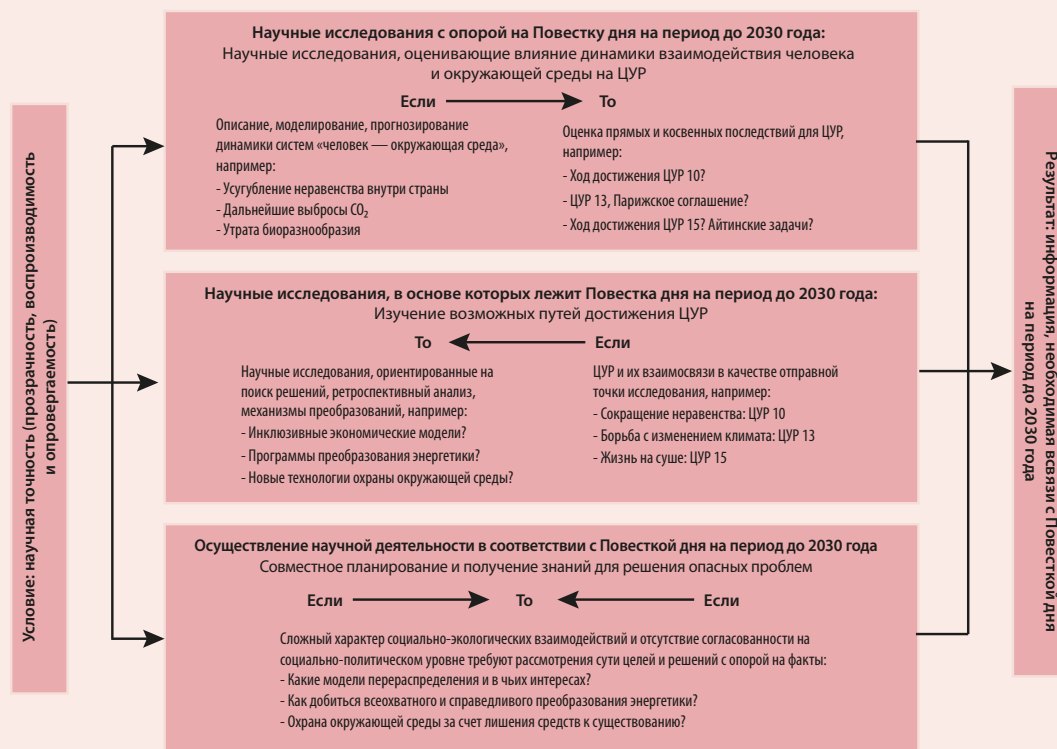 Условие: научная точность (прозрачность, воспроизводимость
и опровергаемость)
Научные исследования с опорой на Повестку дня на период до 2030 года:
Научные исследования, оценивающие влияние динамики взаимодействия человека
и окружающей среды на ЦУР
Если То
Описание, моделирование, прогнозирование
динамики систем «человек — окружающая среда»,
например:
- Усугубление неравенства внутри страны
- Дальнейшие выбросы CO₂
- Утрата биоразнообразия
Оценка прямых и косвенных последствий для ЦУР,
например:
- Ход достижения ЦУР 10?
- ЦУР 13, Парижское соглашение?
- Ход достижения ЦУР 15? Айтинские задачи?
Научные исследования, в основе которых лежит Повестка дня на период до 2030 года:
Изучение возможных путей достижения ЦУР
То Если
Научные исследования, ориентированные на
поиск решений, ретроспективный анализ,
механизмы преобразований, например:
- Инклюзивные экономические модели?
- Программы преобразования энергетики?
- Новые технологии охраны окружающей среды?
ЦУР и их взаимосвязи в качестве отправной
точки исследования, например:
- Сокращение неравенства: ЦУР 10
- Борьба с изменением климата: ЦУР 13
- Жизнь на суше: ЦУР 15
Осуществление научной деятельности в соответствии с Повесткой дня на период до 2030 года
Совместное планирование и получение знаний для решения опасных проблем
Если То Если
Сложный характер социально-экологических взаимодействий и отсутствие согласованности на
социально-политическом уровне требуют рассмотрения сути целей и решений с опорой на факты:
- Какие модели перераспределения и в чьих интересах?
- Как добиться всеохватного и справедливого преобразования энергетики?
- Охрана окружающей среды за счет лишения средств к существованию?
Результат: информация, необходимая всвязи с Повесткой дня
на период до 2030 года